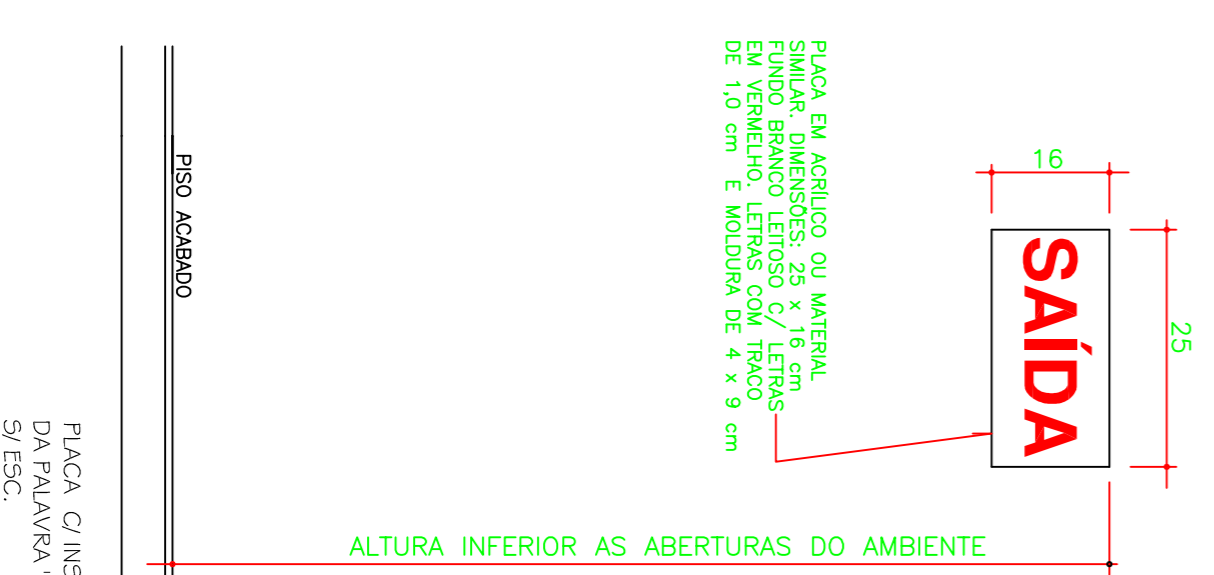 16
25
SAÍDA
PLACA EM ACRÍLICO OU MATERIAL
SIMILAR. DIMENSÕES: 25 x 16 cm
FUNDO BRANCO LEITOSO C/ LETRAS
EM VERMELHO. LETRAS COM TRACO
DE 1,0 cm E MOLDURA DE 4 x 9 cm
ALTURA INFERIOR AS ABERTURAS DO AMBIENTE
PISO ACABADO
PLACA C/ INS
DA PALAVRA "
S/ ESC.